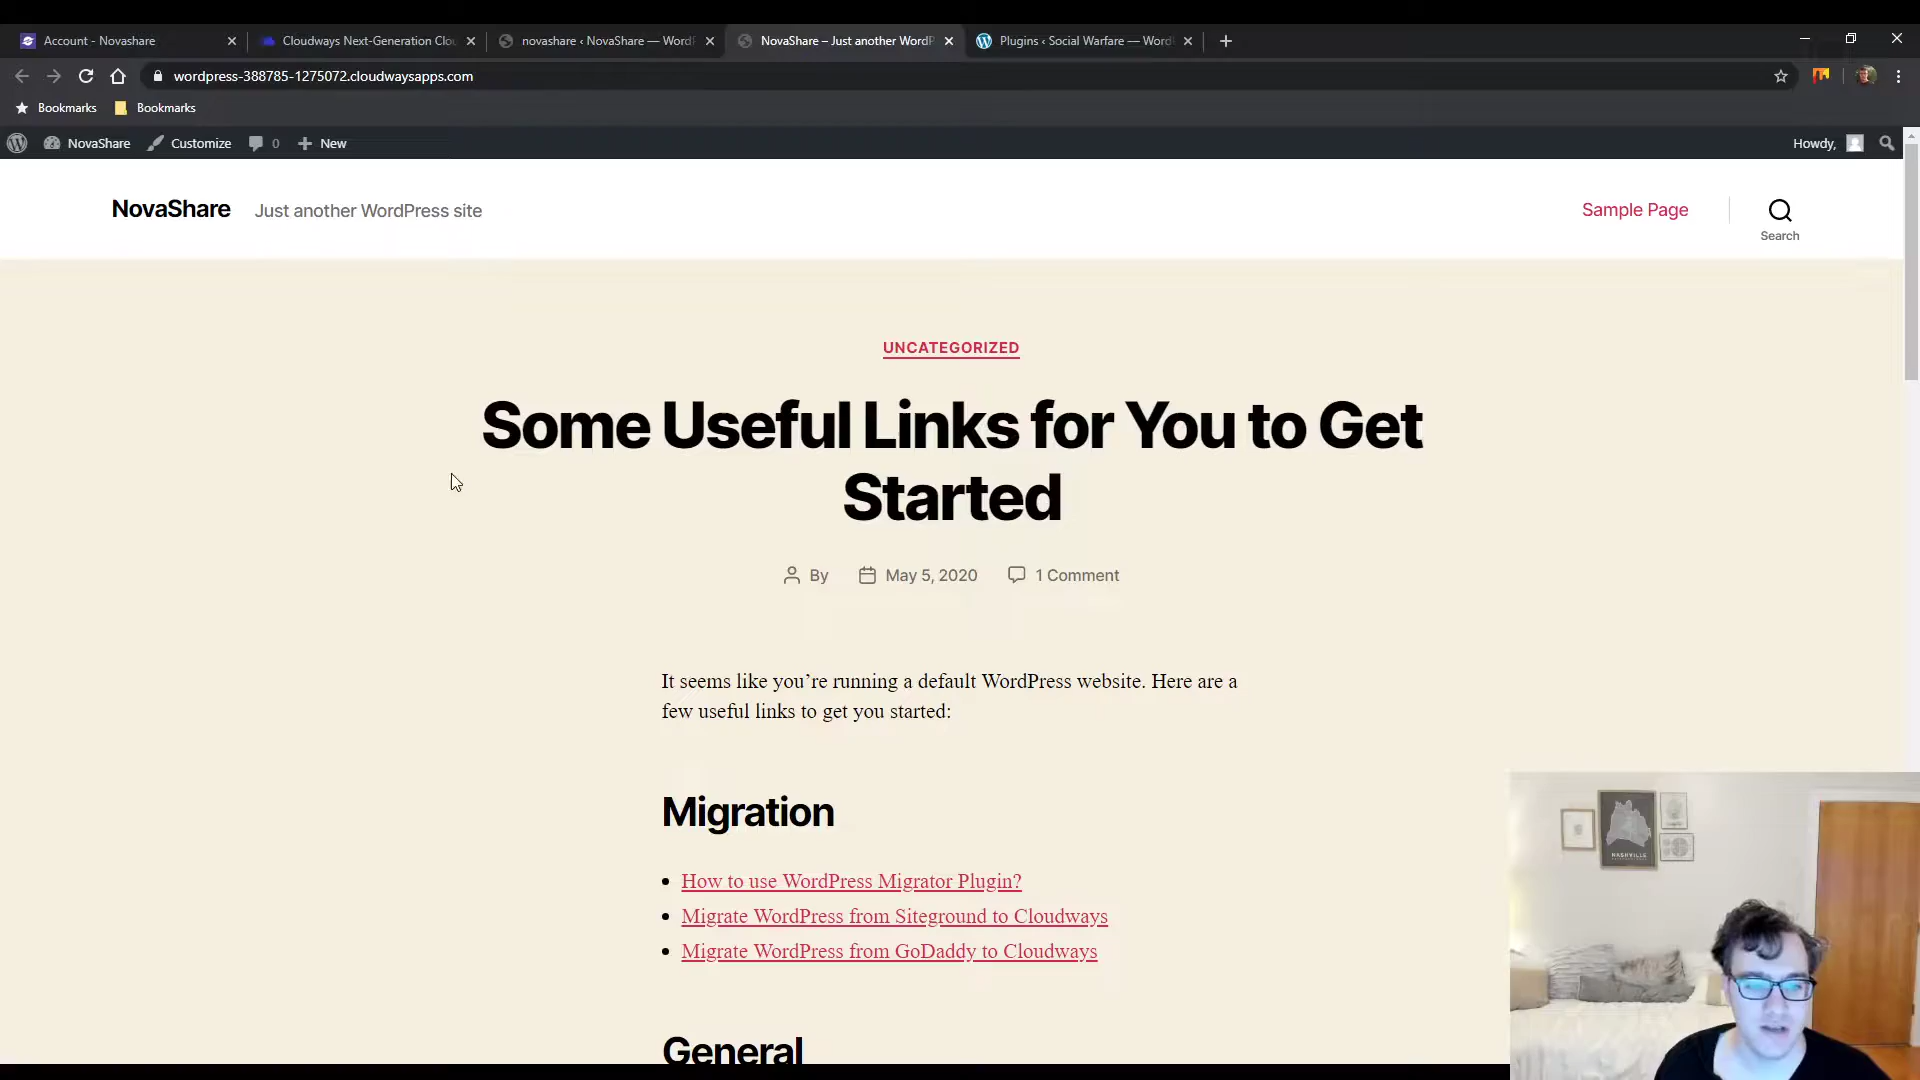 Account - Novashare
Cloudways Next-Generation Clo
novashare ‹ NovaShare — WordP
NovaShare – Just another WordP
Plugins ‹ Social Warfare — Word
wordpress-388785-1275072.cloudwaysapps.com
Bookmarks
Bookmarks
NovaShare
Customize
0
New
Howdy,
NovaShare
Just another WordPress site
Sample Page
Search
UNCATEGORIZED
Some Useful Links for You to Get
Started
By
May 5, 2020
1 Comment
It seems like you’re running a default WordPress website. Here are a
few useful links to get you started:
Migration
How to use WordPress Migrator Plugin?
Migrate WordPress from Siteground to Cloudways
Migrate WordPress from GoDaddy to Cloudways
General
NASHVILLE